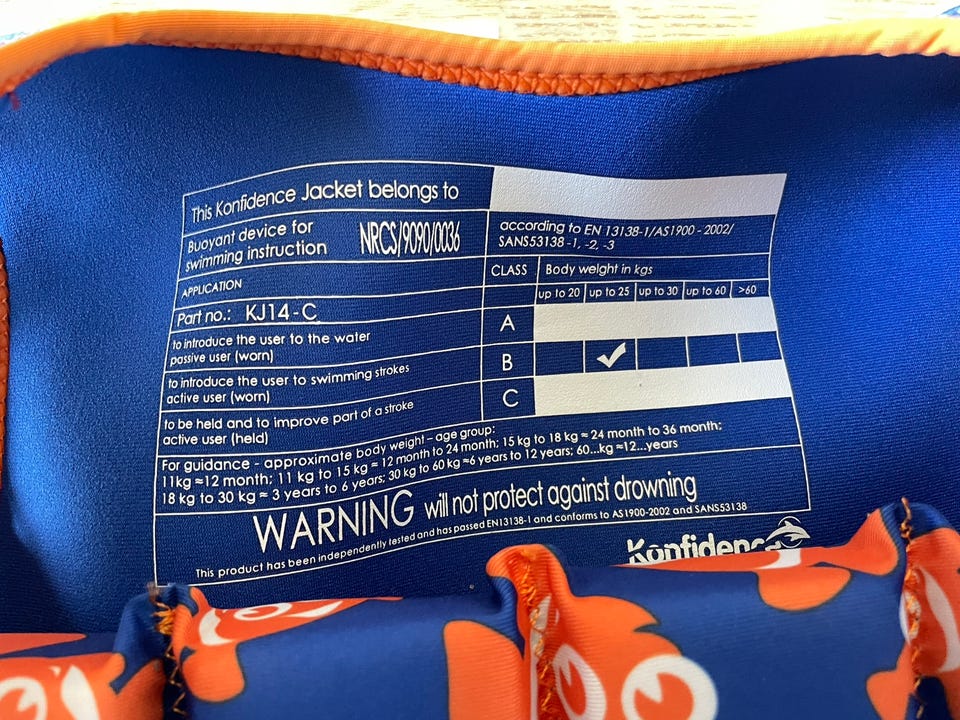 This Konfidence Jacket belongs to
Buoyant device for
swimming instruction
NRCS/9090/0036
according to EN 13138-1/AS1900 - 2002/
SANS53138 -1, -2, -3
APPLICATION
CLASS
Body weight in kgs
up to 20 up to 25 up to 30 up to 60 >60
Part no.: KJ14-C
to introduce the user to the water
passive user (worn)
A
to introduce the user to swimming strokes
active user (worn)
B
✓
to be held and to improve part of a stroke
active user (held)
C
For guidance - approximate body weight - age group:
11kg ≈12 month; 11 kg to 15 kg ≈ 12 month to 24 month; 15 kg to 18 kg ≈ 24 month to 36 month;
18 kg to 30 kg ≈ 3 years to 6 years; 30 kg to 60 kg ≈6 years to 12 years; 60...kg ≈12...years
WARNING will not protect against drowning
This product has been independently tested and has passed EN13138-1 and conforms to AS1900-2002 and SANS53138
Konfidence